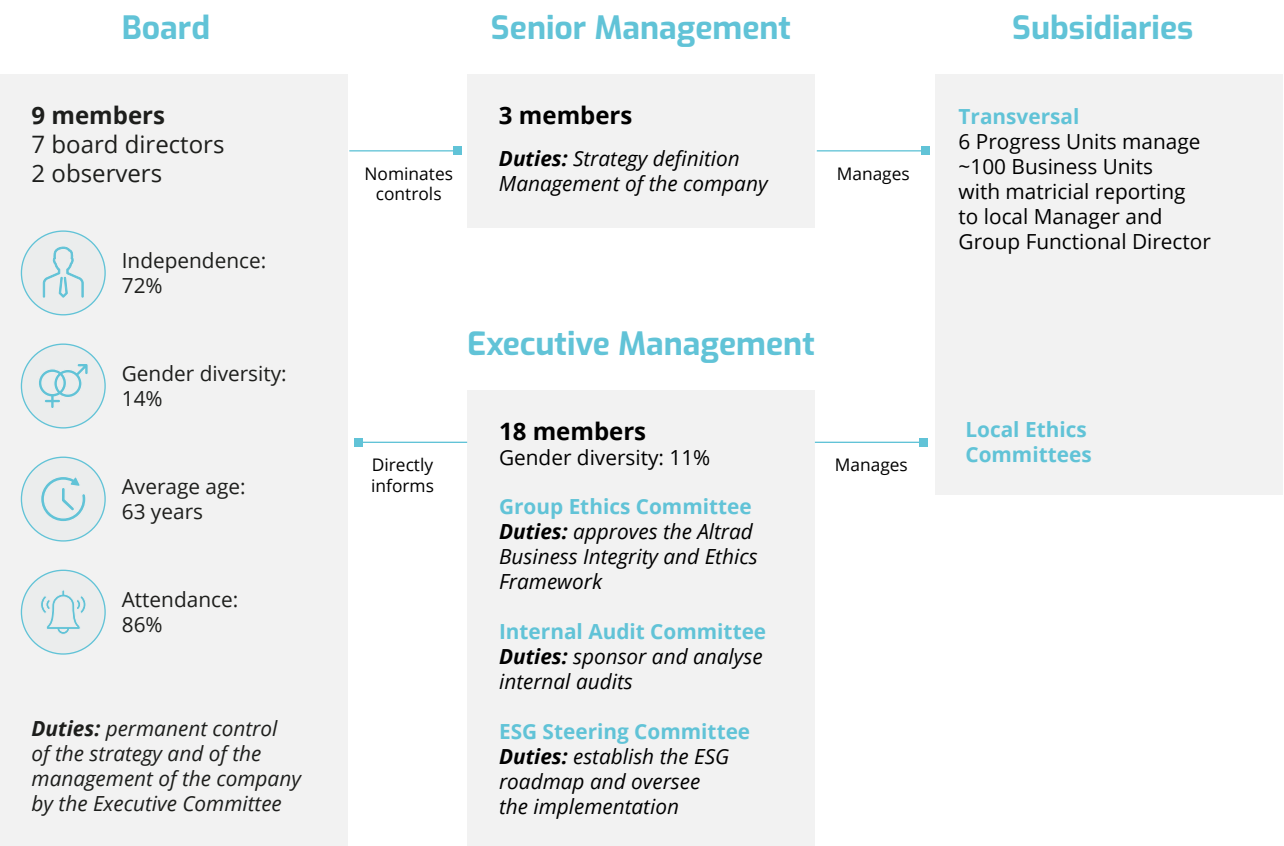 Board
9 members
7 board directors
2 observers
Independence:
72%
Gender diversity:
14%
Average age:
63 years
Attendance:
86%
Duties: permanent control
of the strategy and of the
management of the company
by the Executive Committee
Nominates
controls
Directly
informs
Senior Management
3 members
Duties: Strategy definition
Management of the company
Manages
Executive Management
18 members
Gender diversity: 11%
Group Ethics Committee
Duties: approves the Altrad
Business Integrity and Ethics
Framework
Internal Audit Committee
Duties: sponsor and analyse
internal audits
ESG Steering Committee
Duties: establish the ESG
roadmap and oversee
the implementation
Manages
Subsidiaries
Transversal
6 Progress Units manage
~100 Business Units
with matricial reporting
to local Manager and
Group Functional Director
Local Ethics
Committees